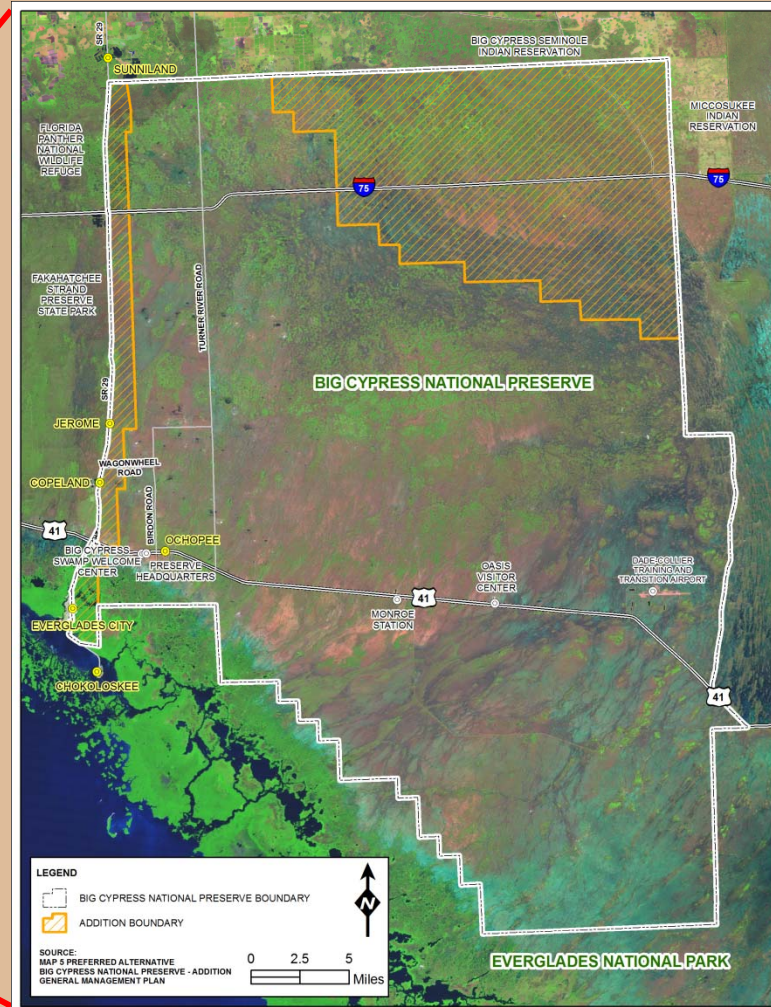 SR 29
SUNNILAND
BIG CYPRESS SEMINOLE
INDIAN RESERVATION
FLORIDA
PANTHER
NATIONAL
WILDLIFE
REFUGE
MICCOSUKEE
INDIAN
RESERVATION
75
75
FAKAHATCHEE
STRAND
PRESERVE
STATE PARK
TURNER RIVER ROAD
SR 29
BIG CYPRESS NATIONAL PRESERVE
JEROME
WAGONWHEEL
ROAD
COPELAND
BIRDON ROAD
41
OCHOPEE
BIG CYPRESS
SWAMP WELCOME
CENTER
PRESERVE
HEADQUARTERS
OASIS
VISITOR
CENTER
DADE-COLLIER
TRAINING AND
TRANSITION AIRPORT
41
MONROE
STATION
EVERGLADES CITY
CHOKOLOSKEE
41
LEGEND
BIG CYPRESS NATIONAL PRESERVE BOUNDARY
ADDITION BOUNDARY
N
SOURCE:
MAP 5 PREFERRED ALTERNATIVE
BIG CYPRESS NATIONAL PRESERVE - ADDITION
GENERAL MANAGEMENT PLAN
0 2.5 5
Miles
EVERGLADES NATIONAL PARK